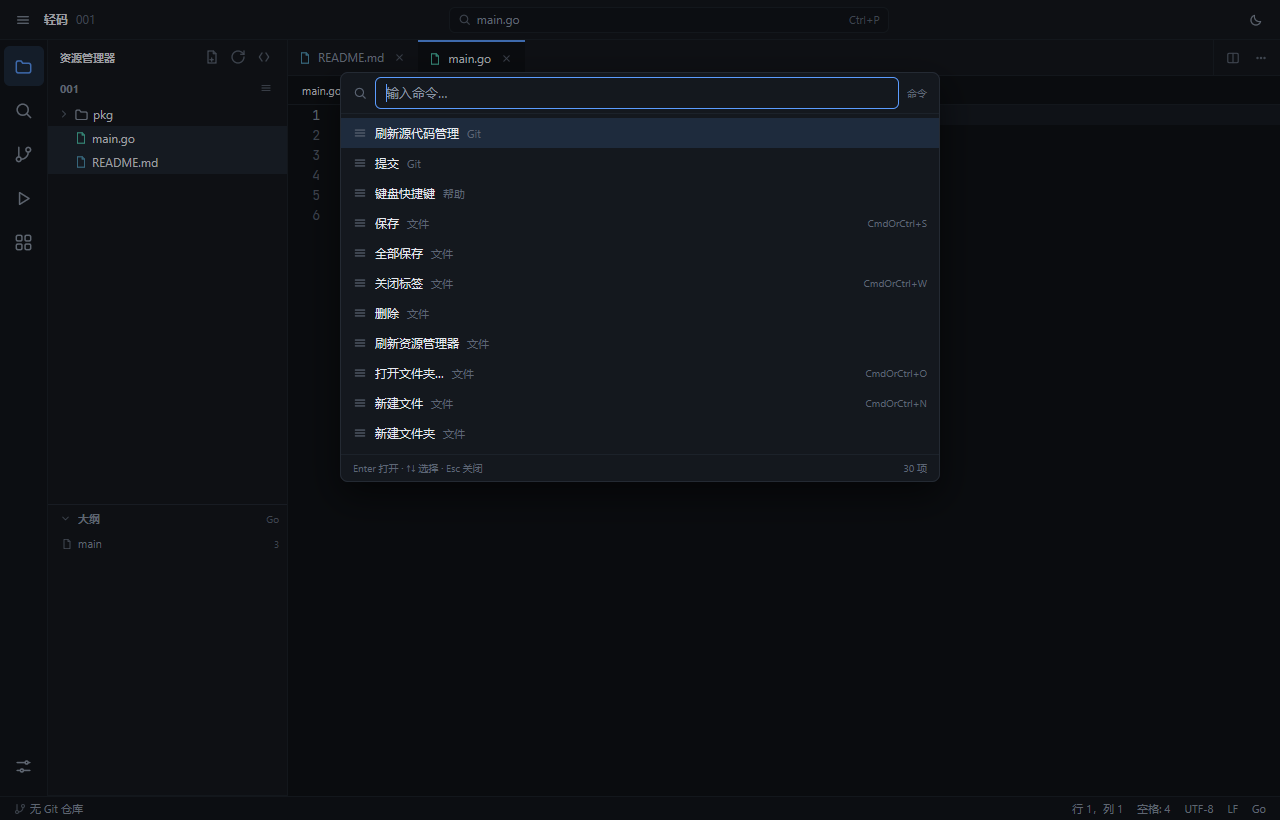 轻码 001
main.go Ctrl+P
资源管理器
README.md
main.go
001
pkg
main.go
README.md
main.go
1
2
3
4
5
6
输入命令... 命令
刷新源代码管理 Git
提交 Git
键盘快捷键 帮助
保存 文件 CmdOrCtrl+S
全部保存 文件
关闭标签 文件 CmdOrCtrl+W
删除 文件
刷新资源管理器 文件
打开文件夹... 文件 CmdOrCtrl+O
新建文件 文件 CmdOrCtrl+N
新建文件夹 文件
Enter 打开 · ↑↓ 选择 · Esc 关闭 30 项
大纲 Go
main 3
无 Git 仓库
行 1，列 1 空格: 4 UTF-8 LF Go